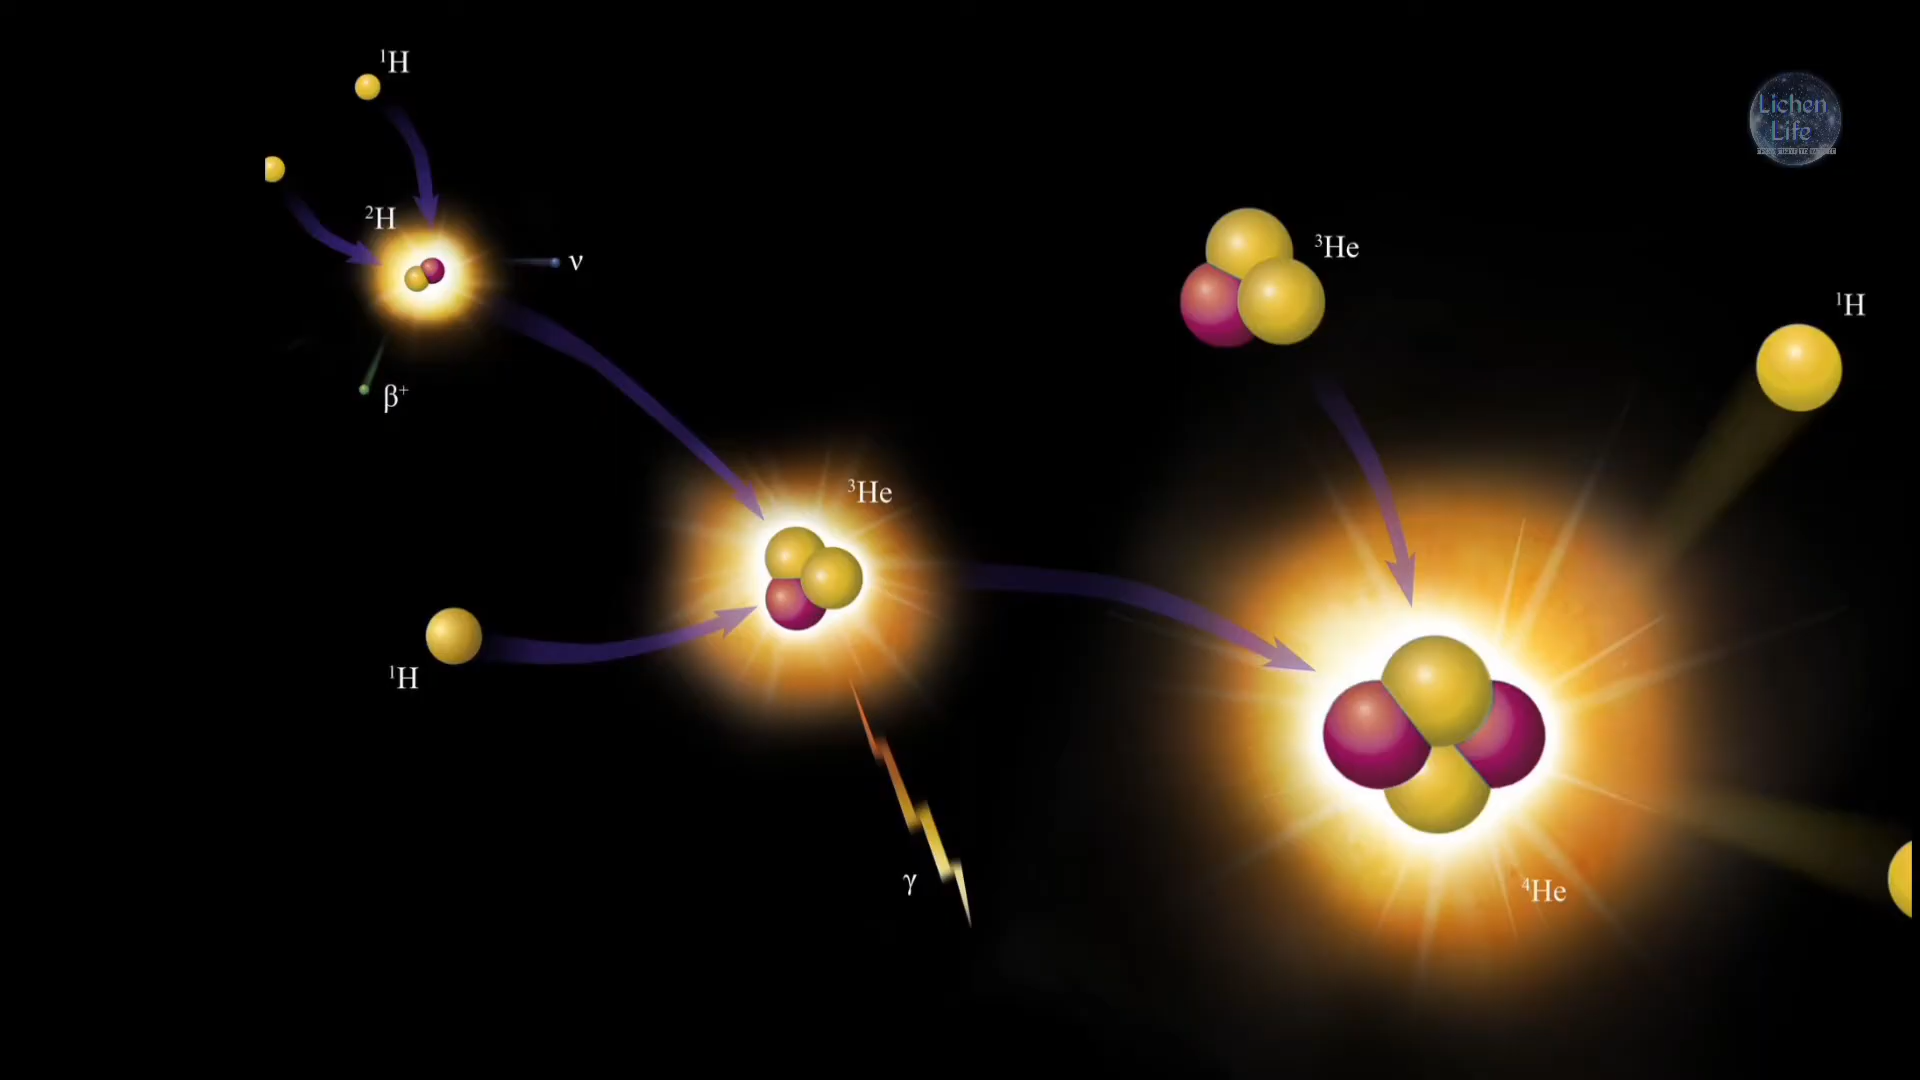 ¹H
²H
ν
β⁺
³He
¹H
³He
¹H
γ
⁴He
Lichen
Life